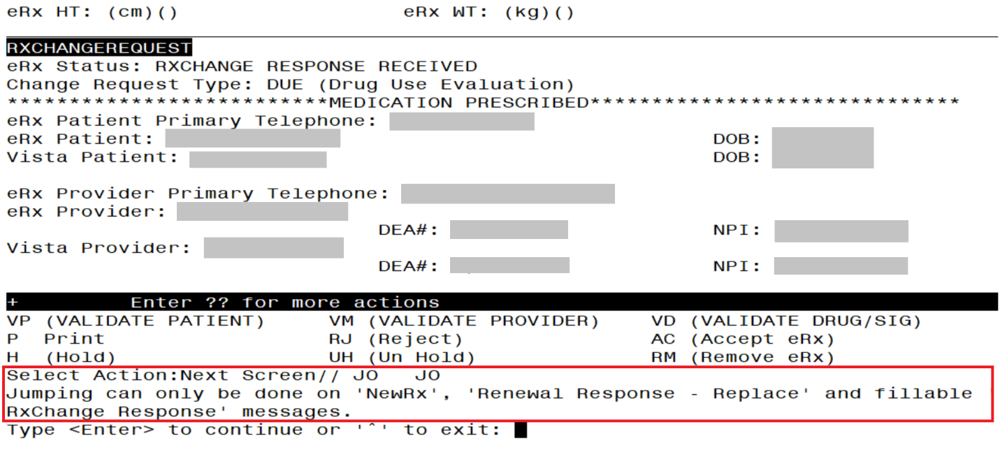 eRx HT: (cm)() eRx WT: (kg)()
RXCHANGEREQUEST
eRx Status: RXCHANGE RESPONSE RECEIVED
Change Request Type: DUE (Drug Use Evaluation)
**************************MEDICATION PRESCRIBED******************************
eRx Patient Primary Telephone:
eRx Patient: DOB:
Vista Patient: DOB:
eRx Provider Primary Telephone:
eRx Provider:
DEA#: NPI:
Vista Provider:
DEA#: NPI:
+ Enter ?? for more actions
VP (VALIDATE PATIENT) VM (VALIDATE PROVIDER) VD (VALIDATE DRUG/SIG)
P Print RJ (Reject) AC (Accept eRx)
H (Hold) UH (Un Hold) RM (Remove eRx)
Select Action:Next Screen// JO JO
Jumping can only be done on 'NewRx', 'Renewal Response - Replace' and fillable '
RxChange Response' messages.
Type <Enter> to continue or '^' to exit: